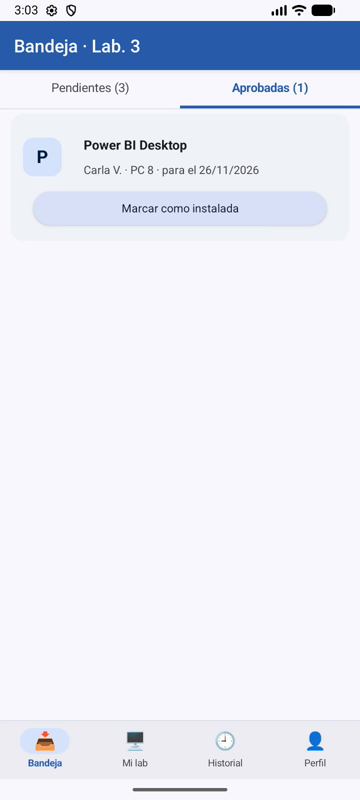 3:03
Bandeja · Lab. 3
Pendientes (3)
Aprobadas (1)
P
Power BI Desktop
Carla V. · PC 8 · para el 26/11/2026
Marcar como instalada
Bandeja
Mi lab
Historial
Perfil